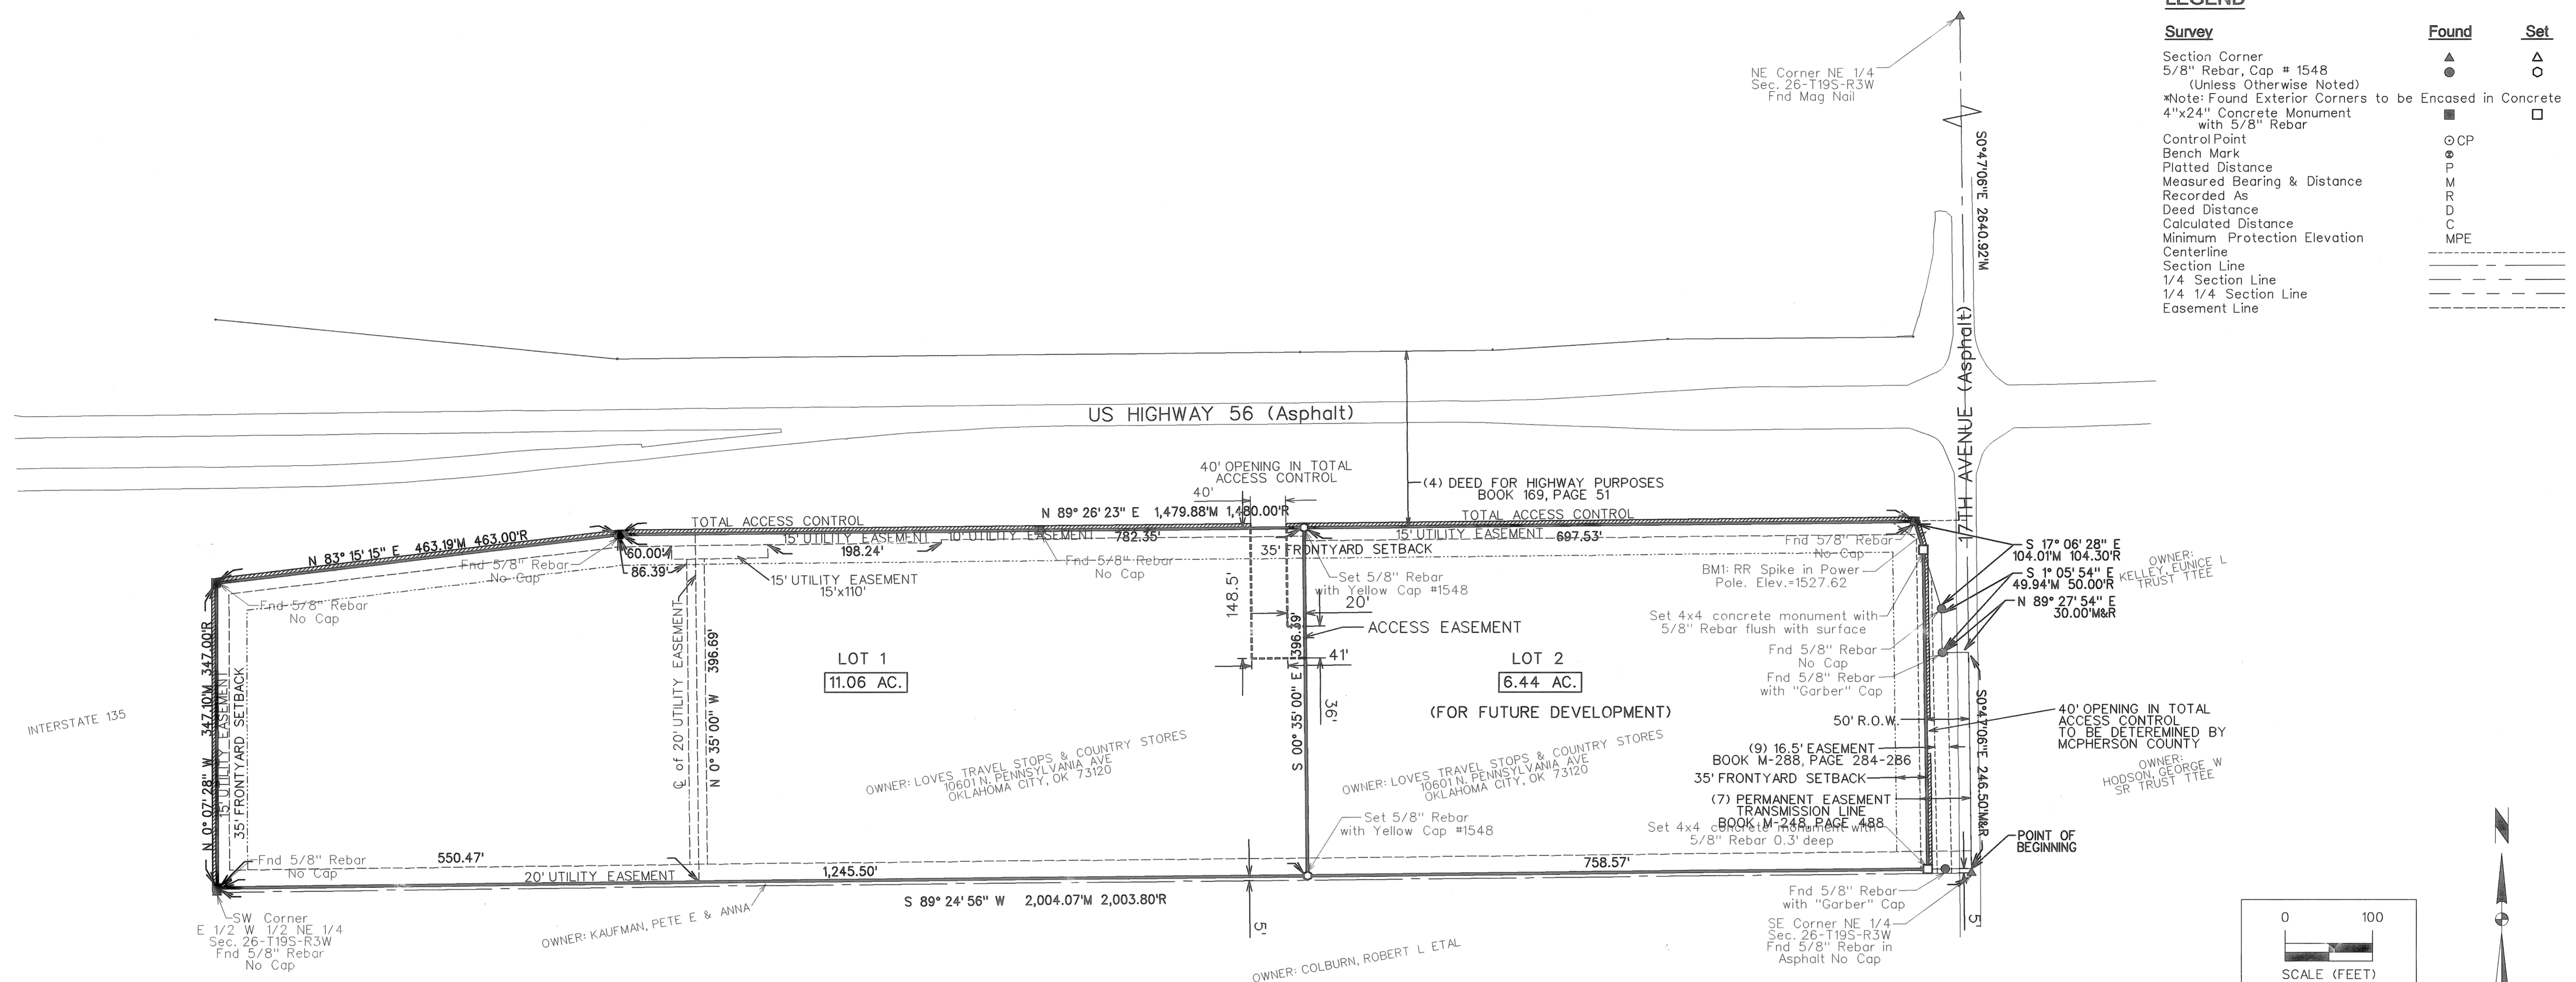 LEGEND
Survey Found Set
Section Corner
5/8" Rebar, Cap # 1548
(Unless Otherwise Noted)
*Note: Found Exterior Corners to be Encased in Concrete
4"x24" Concrete Monument
with 5/8" Rebar
Control Point CP
Bench Mark
Platted Distance P
Measured Bearing & Distance M
Recorded As R
Deed Distance D
Calculated Distance C
Minimum Protection Elevation MPE
Centerline
Section Line
1/4 Section Line
1/4 1/4 Section Line
Easement Line
NE Corner NE 1/4
Sec. 26-T19S-R3W
Fnd Mag Nail
S0°47'06"E 2640.92'M
17TH AVENUE (Asphalt)
US HIGHWAY 56 (Asphalt)
40' OPENING IN TOTAL
ACCESS CONTROL
40'
(4) DEED FOR HIGHWAY PURPOSES
BOOK 169, PAGE 51
N 89° 26' 23" E 1,479.88'M 1,480.00'R
TOTAL ACCESS CONTROL
TOTAL ACCESS CONTROL
N 83° 15' 15" E 463.19'M 463.00'R
60.00'
86.39'
15' UTILITY EASEMENT
198.24'
10' UTILITY EASEMENT
782.35'
15' UTILITY EASEMENT
697.53'
35' FRONTYARD SETBACK
Fnd 5/8" Rebar
No Cap
Fnd 5/8" Rebar
No Cap
Fnd 5/8" Rebar
No Cap
Fnd 5/8" Rebar
No Cap
15' UTILITY EASEMENT
15'x110'
Set 5/8" Rebar
with Yellow Cap #1548
148.5'
20'
ACCESS EASEMENT
41'
36'
S 00° 35' 00" E 396.39'
BM1: RR Spike in Power
Pole. Elev.=1527.62
Set 4x4 concrete monument with
5/8" Rebar flush with surface
Fnd 5/8" Rebar
No Cap
Fnd 5/8" Rebar
with "Garber" Cap
S 17° 06' 28" E
104.01'M 104.30'R
S 1° 05' 54" E
49.94'M 50.00'R
N 89° 27' 54" E
30.00'M&R
OWNER:
KELLEY, EUNICE L
TRUST TTEE
LOT 1
11.06 AC.
LOT 2
6.44 AC.
(FOR FUTURE DEVELOPMENT)
INTERSTATE 135
N 0° 07' 28" W 347.10'M 347.00'R
15' UTILITY EASEMENT
35' FRONTYARD SETBACK
℄ of 20' UTILITY EASEMENT
N 0° 35' 00" W 396.69'
OWNER: LOVES TRAVEL STOPS & COUNTRY STORES
10601 N. PENNSYLVANIA AVE
OKLAHOMA CITY, OK 73120
OWNER: LOVES TRAVEL STOPS & COUNTRY STORES
10601 N. PENNSYLVANIA AVE
OKLAHOMA CITY, OK 73120
50' R.O.W.
(9) 16.5' EASEMENT
BOOK M-288, PAGE 284-286
35' FRONTYARD SETBACK
(7) PERMANENT EASEMENT
TRANSMISSION LINE
BOOK M-248, PAGE 488
Set 4x4 concrete monument with
5/8" Rebar 0.3' deep
40' OPENING IN TOTAL
ACCESS CONTROL
TO BE DETEREMINED BY
MCPHERSON COUNTY
OWNER:
HODSON, GEORGE W
SR TRUST TTEE
S0°47'06"E 246.50'M&R
POINT OF
BEGINNING
Set 5/8" Rebar
with Yellow Cap #1548
Fnd 5/8" Rebar
No Cap
550.47'
20' UTILITY EASEMENT
1,245.50'
758.57'
S 89° 24' 56" W 2,004.07'M 2,003.80'R
5'
5'
SW Corner
E 1/2 W 1/2 NE 1/4
Sec. 26-T19S-R3W
Fnd 5/8" Rebar
No Cap
OWNER: KAUFMAN, PETE E & ANNA
OWNER: COLBURN, ROBERT L ETAL
Fnd 5/8" Rebar
with "Garber" Cap
SE Corner NE 1/4
Sec. 26-T19S-R3W
Fnd 5/8" Rebar in
Asphalt No Cap
N
0 100
SCALE (FEET)